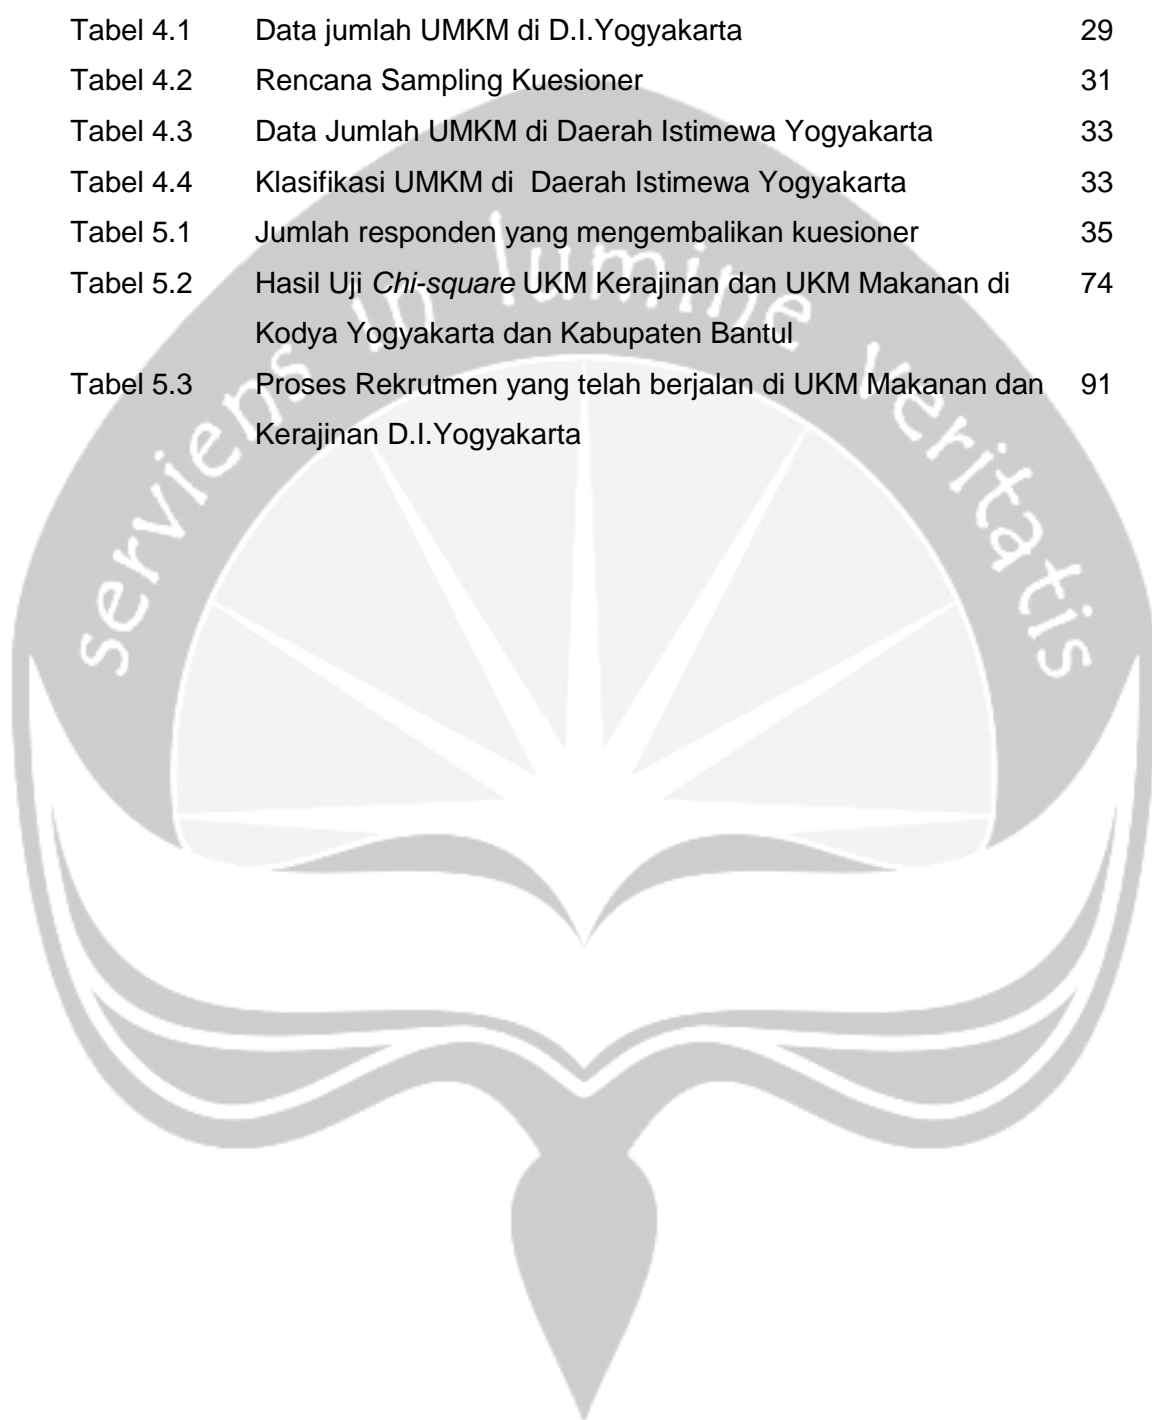 Tabel 4.1 Data jumlah UMKM di D.I.Yogyakarta 29
Tabel 4.2 Rencana Sampling Kuesioner 31
Tabel 4.3 Data Jumlah UMKM di Daerah Istimewa Yogyakarta 33
Tabel 4.4 Klasifikasi UMKM di Daerah Istimewa Yogyakarta 33
Tabel 5.1 Jumlah responden yang mengembalikan kuesioner 35
Tabel 5.2 Hasil Uji Chi-square UKM Kerajinan dan UKM Makanan di 74
Kodya Yogyakarta dan Kabupaten Bantul
Tabel 5.3 Proses Rekrutmen yang telah berjalan di UKM Makanan dan 91
Kerajinan D.I.Yogyakarta
serviens in lumine veritatis